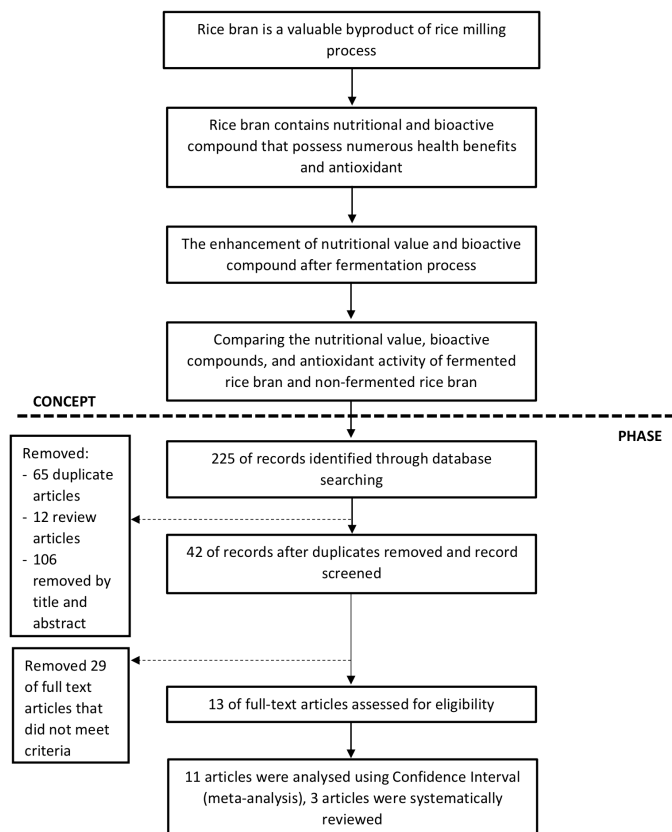 Rice bran is a valuable byproduct of rice milling
process
Rice bran contains nutritional and bioactive
compound that possess numerous health benefits
and antioxidant
The enhancement of nutritional value and bioactive
compound after fermentation process
Comparing the nutritional value, bioactive
compounds, and antioxidant activity of fermented
rice bran and non-fermented rice bran
CONCEPT
PHASE
225 of records identified through database
searching
Removed:
- 65 duplicate
articles
- 12 review
articles
- 106
removed by
title and
abstract
42 of records after duplicates removed and record
screened
Removed 29
of full text
articles that
did not meet
criteria
13 of full-text articles assessed for eligibility
11 articles were analysed using Confidence Interval
(meta-analysis), 3 articles were systematically
reviewed